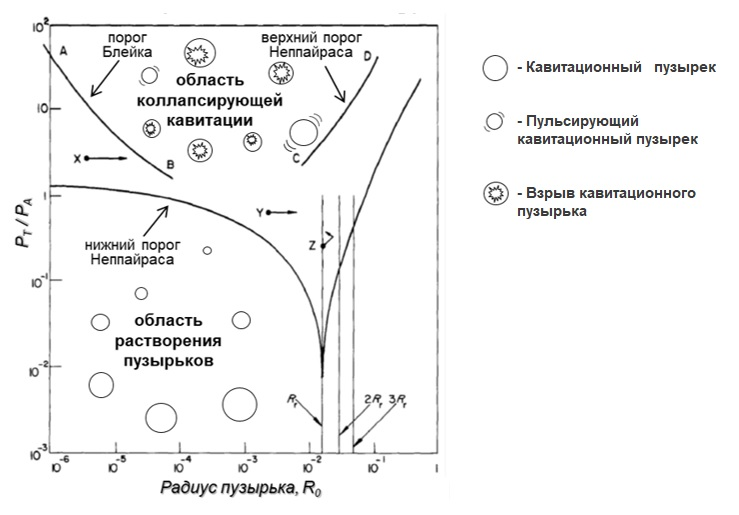 10²
порог
Блейка
верхний порог
Неппайраса
A
D
область
коллапсирующей
кавитации
10
X
B
C
1
Y
Z
P_T / P_A
нижний порог
Неппайраса
10⁻¹
область
растворения
пузырьков
10⁻²
R_r
2R_r
3R_r
10⁻³
10⁻⁶
10⁻⁵
10⁻⁴
10⁻³
10⁻²
10⁻¹
1
Радиус пузырька, R₀
- Кавитационный пузырек
- Пульсирующий
кавитационный пузырек
- Взрыв кавитационного
пузырька